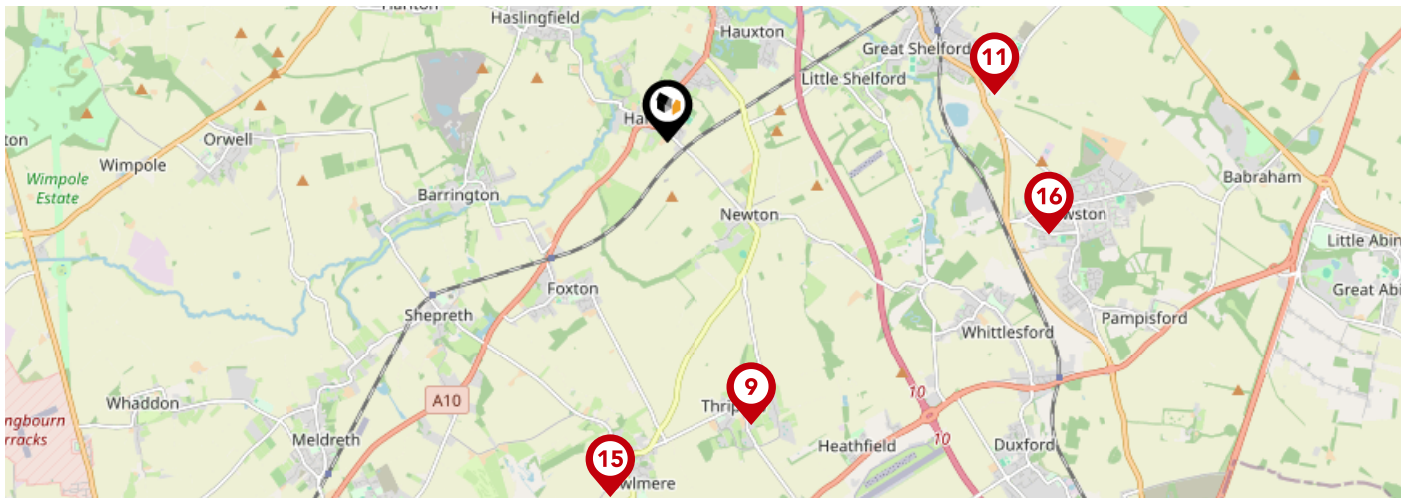 Haslingfield
Hauxton
Great Shelford
11
Little Shelford
Orwell
Wimpole
Wimpole
Estate
Barrington
Babraham
16
Newton
Little Abin
Foxton
Great Abi
Shepreth
Whittlesford
Pampisford
10
9
A10
Whaddon
Meldreth
10
Heathfield
Duxford
15